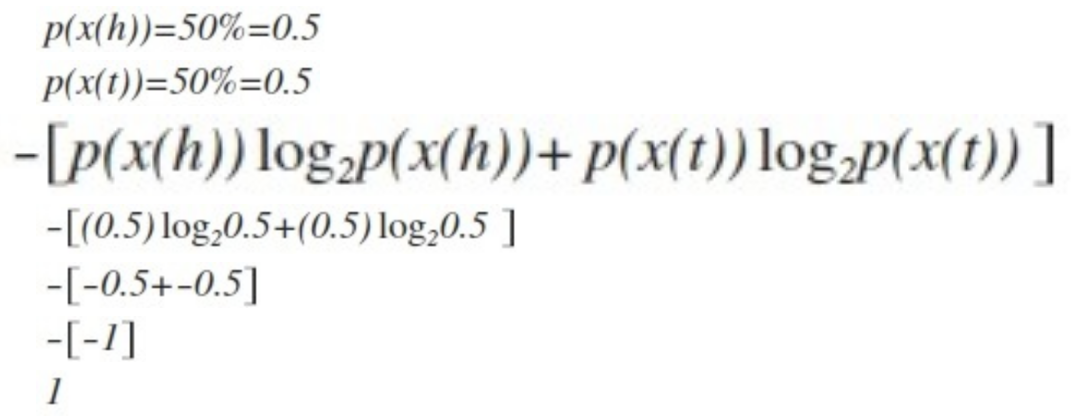 p(x(h))=50%=0.5
p(x(t))=50%=0.5
-[p(x(h))log₂p(x(h))+p(x(t))log₂p(x(t))]
-[(0.5)log₂0.5+(0.5)log₂0.5 ]
-[-0.5+-0.5]
-[-1]
1